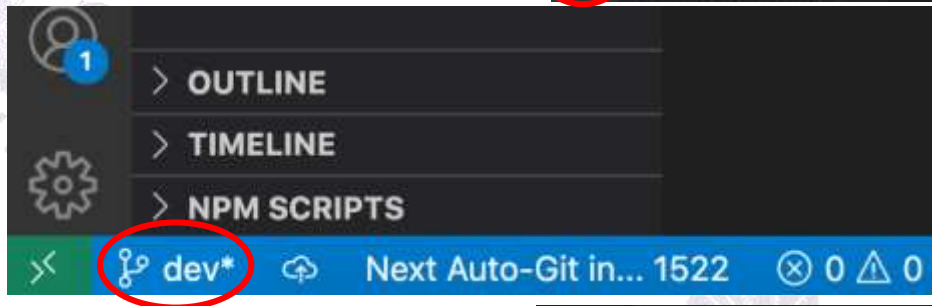 1
> OUTLINE
> TIMELINE
> NPM SCRIPTS
dev* Next Auto-Git in... 1522 0 0